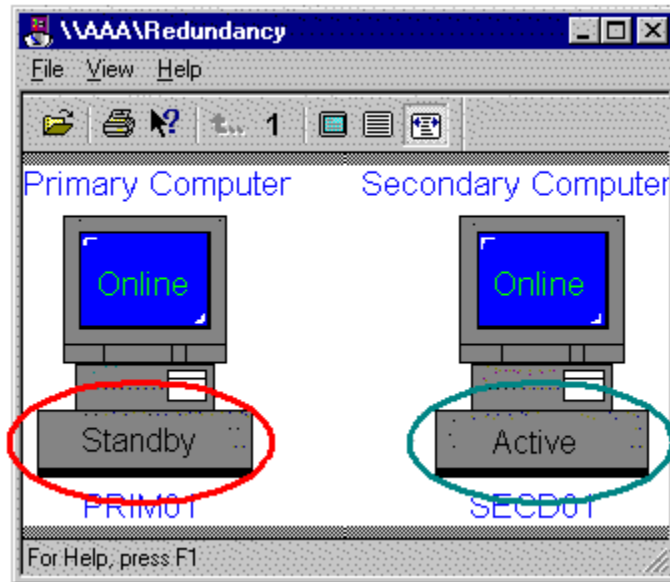 \\AAA\Redundancy
File View Help
1
Primary Computer Secondary Computer
Online Online
Standby Active
PRIM01 SECD01
For Help, press F1